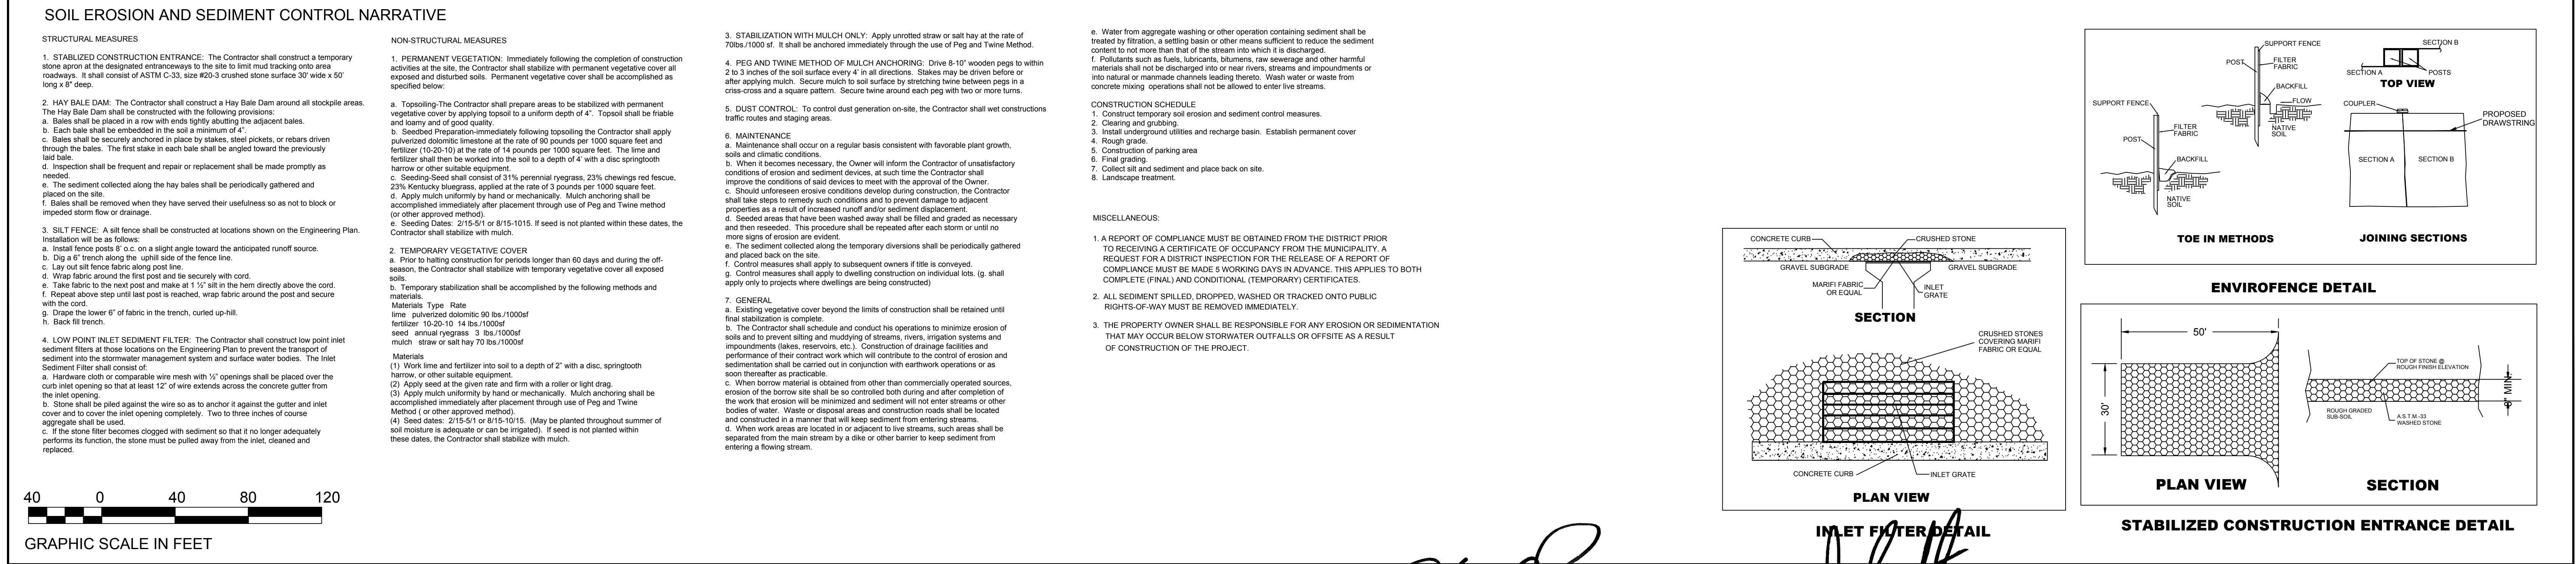 SOIL EROSION AND SEDIMENT CONTROL NARRATIVE
STRUCTURAL MEASURES
1. STABLIZED CONSTRUCTION ENTRANCE: The Contractor shall construct a temporary
stone apron at the designated entranceways to the site to limit mud tracking onto area
roadways. It shall consist of ASTM C-33, size #20-3 crushed stone surface 30' wide x 50'
long x 8" deep.
2. HAY BALE DAM: The Contractor shall construct a Hay Bale Dam around all stockpile areas.
The Hay Bale Dam shall be constructed with the following provisions:
a. Bales shall be placed in a row with ends tightly abutting the adjacent bales.
b. Each bale shall be embedded in the soil a minimum of 4".
c. Bales shall be securely anchored in place by stakes, steel pickets, or rebars driven
through the bales. The first stake in each bale shall be angled toward the previously
laid bale.
d. Inspection shall be frequent and repair or replacement shall be made promptly as
needed.
e. The sediment collected along the hay bales shall be periodically gathered and
placed on the site.
f. Bales shall be removed when they have served their usefulness so as not to block or
impeded storm flow or drainage.
3. SILT FENCE: A silt fence shall be constructed at locations shown on the Engineering Plan.
Installation will be as follows:
a. Install fence posts 8' o.c. on a slight angle toward the anticipated runoff source.
b. Dig a 6" trench along the uphill side of the fence line.
c. Lay out silt fence fabric along post line.
d. Wrap fabric around the first post and tie securely with cord.
e. Take fabric to the next post and make at 1 ½" silt in the hem directly above the cord.
f. Repeat above step until last post is reached, wrap fabric around the post and secure
with the cord.
g. Drape the lower 6" of fabric in the trench, curled up-hill.
h. Back fill trench.
4. LOW POINT INLET SEDIMENT FILTER: The Contractor shall construct low point inlet
sediment filters at those locations on the Engineering Plan to prevent the transport of
sediment into the stormwater management system and surface water bodies. The Inlet
Sediment Filter shall consist of:
a. Hardware cloth or comparable wire mesh with ½" openings shall be placed over the
curb inlet opening so that at least 12" of wire extends across the concrete gutter from
the inlet opening.
b. Stone shall be piled against the wire so as to anchor it against the gutter and inlet
cover and to cover the inlet opening completely. Two to three inches of course
aggregate shall be used.
c. If the stone filter becomes clogged with sediment so that it no longer adequately
performs its function, the stone must be pulled away from the inlet, cleaned and
replaced.
40 0 40 80 120
GRAPHIC SCALE IN FEET
NON-STRUCTURAL MEASURES
1. PERMANENT VEGETATION: Immediately following the completion of construction
activities at the site, the Contractor shall stabilize with permanent vegetative cover all
exposed and disturbed soils. Permanent vegetative cover shall be accomplished as
specified below:
a. Topsoiling-The Contractor shall prepare areas to be stabilized with permanent
vegetative cover by applying topsoil to a uniform depth of 4". Topsoil shall be friable
and loamy and of good quality.
b. Seedbed Preparation-immediately following topsoiling the Contractor shall apply
pulverized dolomitic limestone at the rate of 90 pounds per 1000 square feet and
fertilizer (10-20-10) at the rate of 14 pounds per 1000 square feet. The lime and
fertilizer shall then be worked into the soil to a depth of 4' with a disc springtooth
harrow or other suitable equipment.
c. Seeding-Seed shall consist of 31% perennial ryegrass, 23% chewings red fescue,
23% Kentucky bluegrass, applied at the rate of 3 pounds per 1000 square feet.
d. Apply mulch uniformly by hand or mechanically. Mulch anchoring shall be
accomplished immediately after placement through use of Peg and Twine method
(or other approved method).
e. Seeding Dates: 2/15-5/1 or 8/15-1015. If seed is not planted within these dates, the
Contractor shall stabilize with mulch.
2. TEMPORARY VEGETATIVE COVER
a. Prior to halting construction for periods longer than 60 days and during the off-
season, the Contractor shall stabilize with temporary vegetative cover all exposed
soils.
b. Temporary stabilization shall be accomplished by the following methods and
materials.
Materials Type Rate
lime pulverized dolomitic 90 lbs./1000sf
fertilizer 10-20-10 14 lbs./1000sf
seed annual ryegrass 3 lbs./1000sf
mulch straw or salt hay 70 lbs./1000sf
Materials
(1) Work lime and fertilizer into soil to a depth of 2" with a disc, springtooth
harrow, or other suitable equipment.
(2) Apply seed at the given rate and firm with a roller or light drag.
(3) Apply mulch uniformly by hand or mechanically. Mulch anchoring shall be
accomplished immediately after placement through use of Peg and Twine
Method ( or other approved method).
(4) Seed dates: 2/15-5/1 or 8/15-10/15. (May be planted throughout summer of
soil moisture is adequate or can be irrigated). If seed is not planted within
these dates, the Contractor shall stabilize with mulch.
3. STABILIZATION WITH MULCH ONLY: Apply unrotted straw or salt hay at the rate of
70lbs./1000 sf. It shall be anchored immediately through the use of Peg and Twine Method.
4. PEG AND TWINE METHOD OF MULCH ANCHORING: Drive 8-10" wooden pegs to within
2 to 3 inches of the soil surface every 4' in all directions. Stakes may be driven before or
after applying mulch. Secure mulch to soil surface by stretching twine between pegs in a
criss-cross and a square pattern. Secure twine around each peg with two or more turns.
5. DUST CONTROL: To control dust generation on-site, the Contractor shall wet constructions
traffic routes and staging areas.
6. MAINTENANCE
a. Maintenance shall occur on a regular basis consistent with favorable plant growth,
soils and climatic conditions.
b. When it becomes necessary, the Owner will inform the Contractor of unsatisfactory
conditions of erosion and sediment devices, at such time the Contractor shall
improve the conditions of said devices to meet with the approval of the Owner.
c. Should unforeseen erosive conditions develop during construction, the Contractor
shall take steps to remedy such conditions and to prevent damage to adjacent
properties as a result of increased runoff and/or sediment displacement.
d. Seeded areas that have been washed away shall be filled and graded as necessary
and then reseeded. This procedure shall be repeated after each storm or until no
more signs of erosion are evident.
e. The sediment collected along the temporary diversions shall be periodically gathered
and placed back on the site.
f. Control measures shall apply to subsequent owners if title is conveyed.
g. Control measures shall apply to dwelling construction on individual lots. (g. shall
apply only to projects where dwellings are being constructed)
7. GENERAL
a. Existing vegetative cover beyond the limits of construction shall be retained until
final stabilization is complete.
b. The Contractor shall schedule and conduct his operations to minimize erosion of
soils and to prevent silting and muddying of streams, rivers, irrigation systems and
impoundments (lakes, reservoirs, etc.). Construction of drainage facilities and
performance of their contract work which will contribute to the control of erosion and
sedimentation shall be carried out in conjunction with earthwork operations or as
soon thereafter as practicable.
c. When borrow material is obtained from other than commercially operated sources,
erosion of the borrow site shall be so controlled both during and after completion of
the work that erosion will be minimized and sediment will not enter streams or other
bodies of water. Waste or disposal areas and construction roads shall be located
and constructed in a manner that will keep sediment from entering streams.
d. When work areas are located in or adjacent to live streams, such areas shall be
separated from the main stream by a dike or other barrier to keep sediment from
entering a flowing stream.
e. Water from aggregate washing or other operation containing sediment shall be
treated by filtration, a settling basin or other means sufficient to reduce the sediment
content to not more than that of the stream into which it is discharged.
f. Pollutants such as fuels, lubricants, bitumens, raw sewerage and other harmful
materials shall not be discharged into or near rivers, streams and impoundments or
into natural or manmade channels leading thereto. Wash water or waste from
concrete mixing operations shall not be allowed to enter live streams.
CONSTRUCTION SCHEDULE
1. Construct temporary soil erosion and sediment control measures.
2. Clearing and grubbing.
3. Install underground utilities and recharge basin. Establish permanent cover
4. Rough grade.
5. Construction of parking area
6. Final grading.
7. Collect silt and sediment and place back on site.
8. Landscape treatment.
MISCELLANEOUS:
1. A REPORT OF COMPLIANCE MUST BE OBTAINED FROM THE DISTRICT PRIOR
TO RECEIVING A CERTIFICATE OF OCCUPANCY FROM THE MUNICIPALITY. A
REQUEST FOR A DISTRICT INSPECTION FOR THE RELEASE OF A REPORT OF
COMPLIANCE MUST BE MADE 5 WORKING DAYS IN ADVANCE. THIS APPLIES TO BOTH
COMPLETE (FINAL) AND CONDITIONAL (TEMPORARY) CERTIFICATES.
2. ALL SEDIMENT SPILLED, DROPPED, WASHED OR TRACKED ONTO PUBLIC
RIGHTS-OF-WAY MUST BE REMOVED IMMEDIATELY.
3. THE PROPERTY OWNER SHALL BE RESPONSIBLE FOR ANY EROSION OR SEDIMENTATION
THAT MAY OCCUR BELOW STORWATER OUTFALLS OR OFFSITE AS A RESULT
OF CONSTRUCTION OF THE PROJECT.
CONCRETE CURB
CRUSHED STONE
GRAVEL SUBGRADE
GRAVEL SUBGRADE
MARIFI FABRIC
OR EQUAL
INLET
GRATE
SECTION
CRUSHED STONES
COVERING MARIFI
FABRIC OR EQUAL
CONCRETE CURB
INLET GRATE
PLAN VIEW
INLET FILTER DETAIL
SUPPORT FENCE
POST
FILTER
FABRIC
BACKFILL
FLOW
NATIVE
SOIL
SUPPORT FENCE
POST
FILTER
FABRIC
BACKFILL
NATIVE
SOIL
TOE IN METHODS
SECTION B
SECTION A
POSTS
TOP VIEW
COUPLER
PROPOSED
DRAWSTRING
SECTION A
SECTION B
JOINING SECTIONS
ENVIROFENCE DETAIL
50'
30'
PLAN VIEW
TOP OF STONE @
ROUGH FINISH ELEVATION
8" MIN.
ROUGH GRADED
SUB-SOIL
A.S.T.M.-33
WASHED STONE
SECTION
STABILIZED CONSTRUCTION ENTRANCE DETAIL